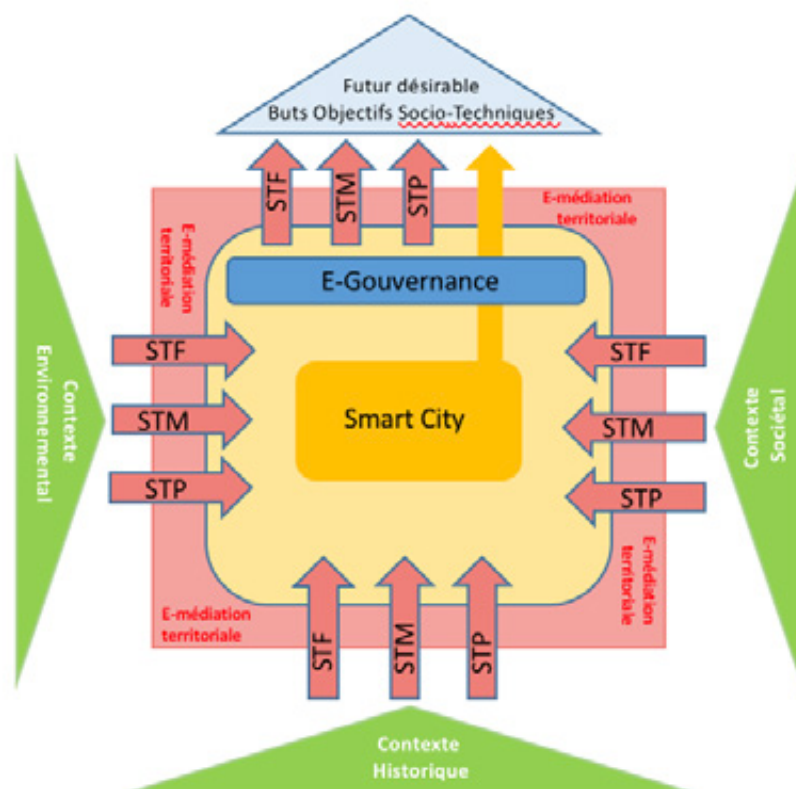 Futur désirable
Buts Objectifs Socio-Techniques
STF
STM
STP
E-médiation
territoriale
E-médiation
territoriale
E-Gouvernance
STF
STM
STP
Contexte
Environnemental
Smart City
STF
STM
STP
Contexte
Sociétal
E-médiation
territoriale
E-médiation
territoriale
STF
STM
STP
Contexte
Historique